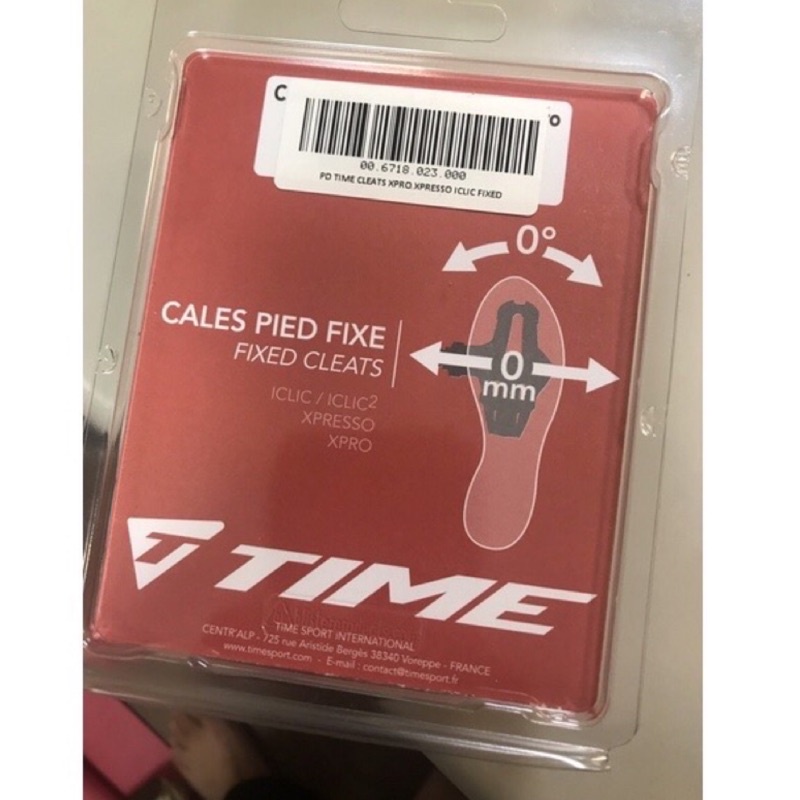 C
o
00.6718.023.000
PD TIME CLEATS XPRO XPRESSO ICLIC FIXED
0°
CALES PIED FIXE
FIXED CLEATS
0
mm
ICLIC / ICLIC2
XPRESSO
XPRO
TIME
TIME SPORT INTERNATIONAL
CENTR'ALP - 725 rue Aristide Bergès 38340 Voreppe - FRANCE
www.timesport.com - E-mail : contact@timesport.fr